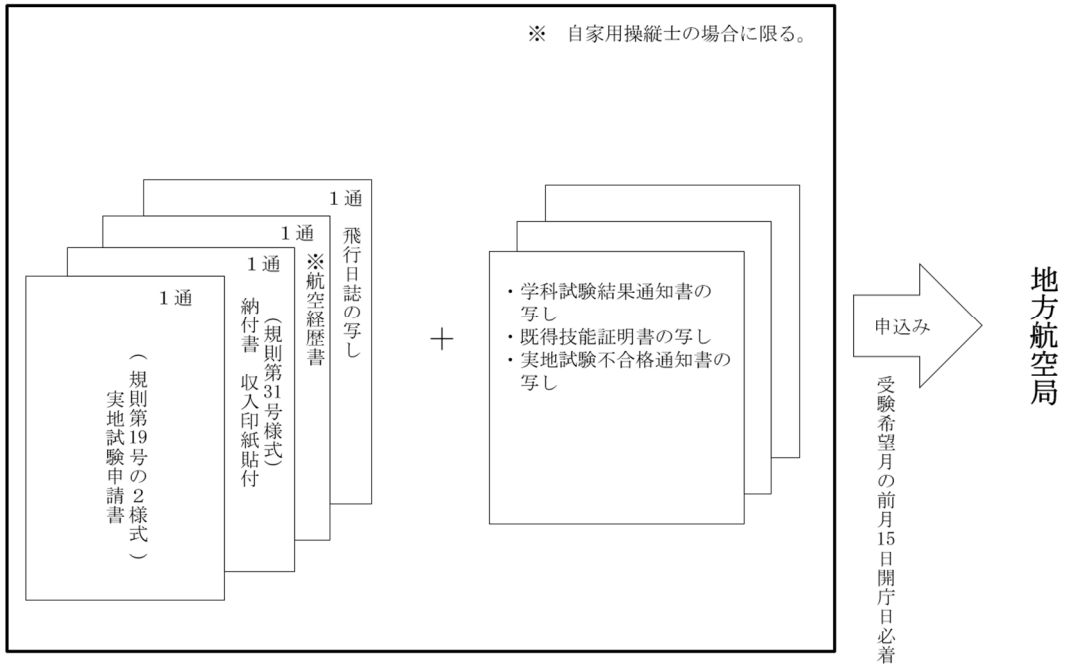 ※　自家用操縦士の場合に限る。
１通
飛行日誌の写し
１通
※航空経歴書
１通
（規則第31号様式）
納付書　収入印紙貼付
１通
（規則第19号の２様式）
実地試験申請書
＋
・学科試験結果通知書の
写し
・既得技能証明書の写し
・実地試験不合格通知書の
写し
申込み
受験希望月の前月15日開庁日必着
地方航空局